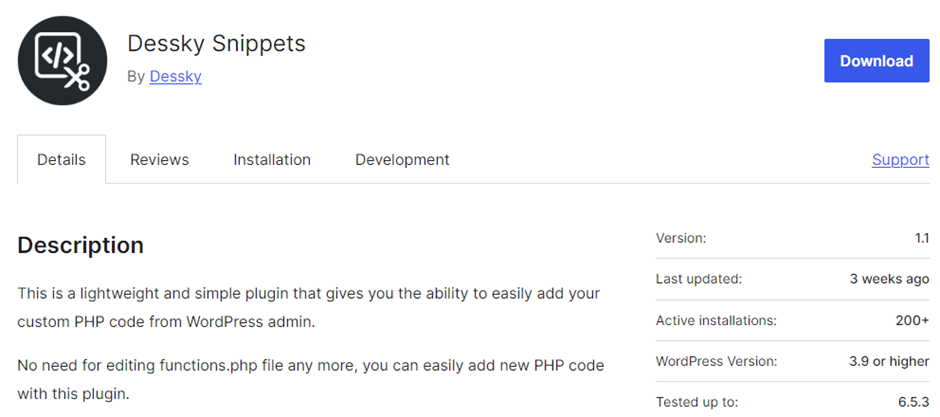 </>
Dessky Snippets
By Dessky
Download
Details
Reviews
Installation
Development
Support
Description
This is a lightweight and simple plugin that gives you the ability to easily add your
custom PHP code from WordPress admin.
No need for editing functions.php file any more, you can easily add new PHP code
with this plugin.
Version: 1.1
Last updated: 3 weeks ago
Active installations: 200+
WordPress Version: 3.9 or higher
Tested up to: 6.5.3